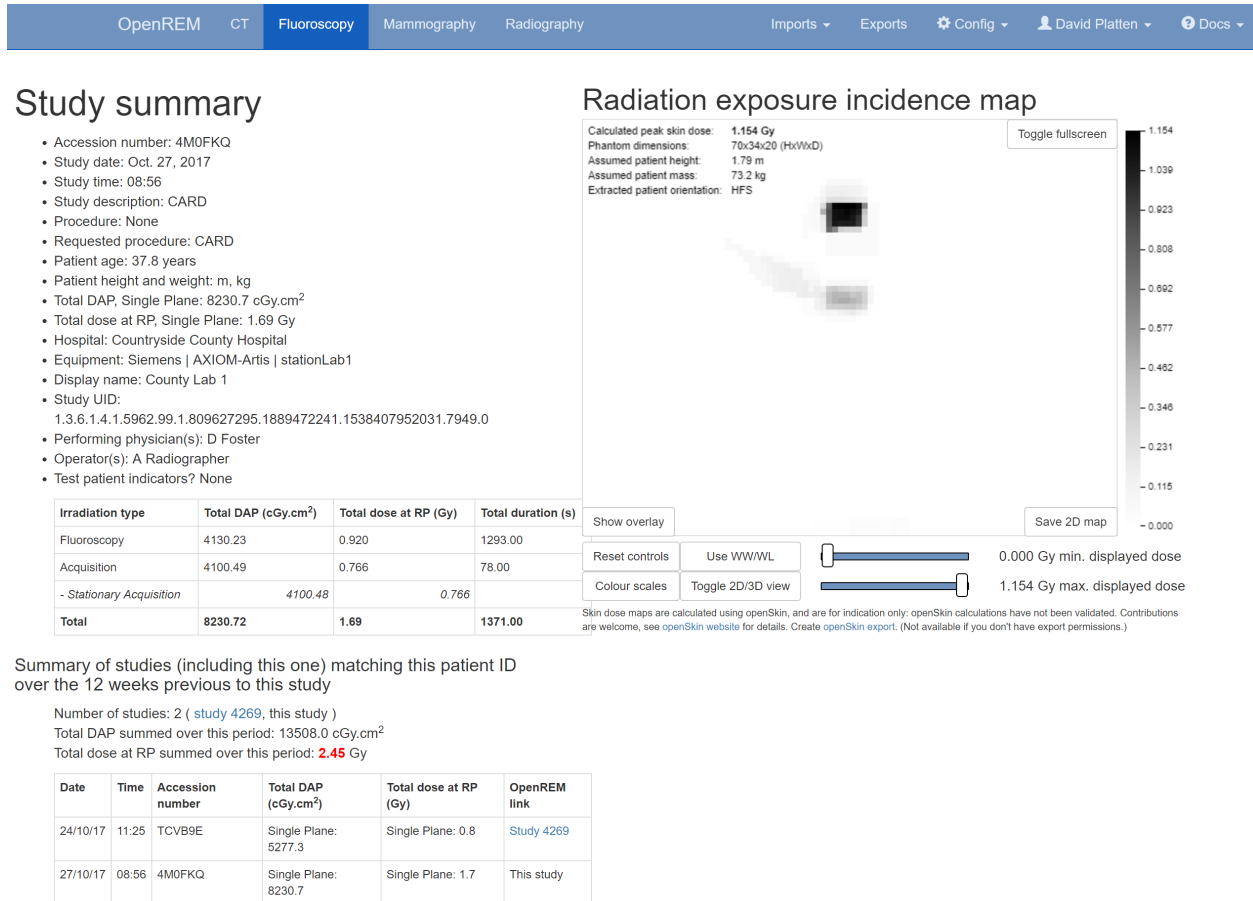 OpenREM CT Fluoroscopy Mammography Radiography Imports Exports Config David Platten Docs
Study summary
• Accession number: 4M0FKQ
• Study date: Oct. 27, 2017
• Study time: 08:56
• Study description: CARD
• Procedure: None
• Requested procedure: CARD
• Patient age: 37.8 years
• Patient height and weight: m, kg
• Total DAP, Single Plane: 8230.7 cGy.cm2
• Total dose at RP, Single Plane: 1.69 Gy
• Hospital: Countryside County Hospital
• Equipment: Siemens | AXIOM-Artis | stationLab1
• Display name: County Lab 1
• Study UID:
1.3.6.1.4.1.5962.99.1.809627295.1889472241.1538407952031.7949.0
• Performing physician(s): D Foster
• Operator(s): A Radiographer
• Test patient indicators? None
Irradiation type Total DAP (cGy.cm2) Total dose at RP (Gy) Total duration (s)
Fluoroscopy 4130.23 0.920 1293.00
Acquisition 4100.49 0.766 78.00
- Stationary Acquisition 4100.48 0.766
Total 8230.72 1.69 1371.00
Radiation exposure incidence map
Calculated peak skin dose: 1.154 Gy
Phantom dimensions: 70x34x20 (HxWxD)
Assumed patient height: 1.79 m
Assumed patient mass: 73.2 kg
Extracted patient orientation: HFS
Toggle fullscreen
1.154
1.039
0.923
0.808
0.692
0.577
0.462
0.346
0.231
0.115
0.000
Show overlay Save 2D map
Reset controls Use WW/WL 0.000 Gy min. displayed dose
Colour scales Toggle 2D/3D view 1.154 Gy max. displayed dose
Skin dose maps are calculated using openSkin, and are for indication only: openSkin calculations have not been validated. Contributions
are welcome, see openSkin website for details. Create openSkin export. (Not available if you don't have export permissions.)
Summary of studies (including this one) matching this patient ID
over the 12 weeks previous to this study
Number of studies: 2 ( study 4269, this study )
Total DAP summed over this period: 13508.0 cGy.cm2
Total dose at RP summed over this period: 2.45 Gy
Date Time Accession Total DAP Total dose at RP OpenREM
number (cGy.cm2) (Gy) link
24/10/17 11:25 TCVB9E Single Plane: Single Plane: 0.8 Study 4269
5277.3
27/10/17 08:56 4M0FKQ Single Plane: Single Plane: 1.7 This study
8230.7